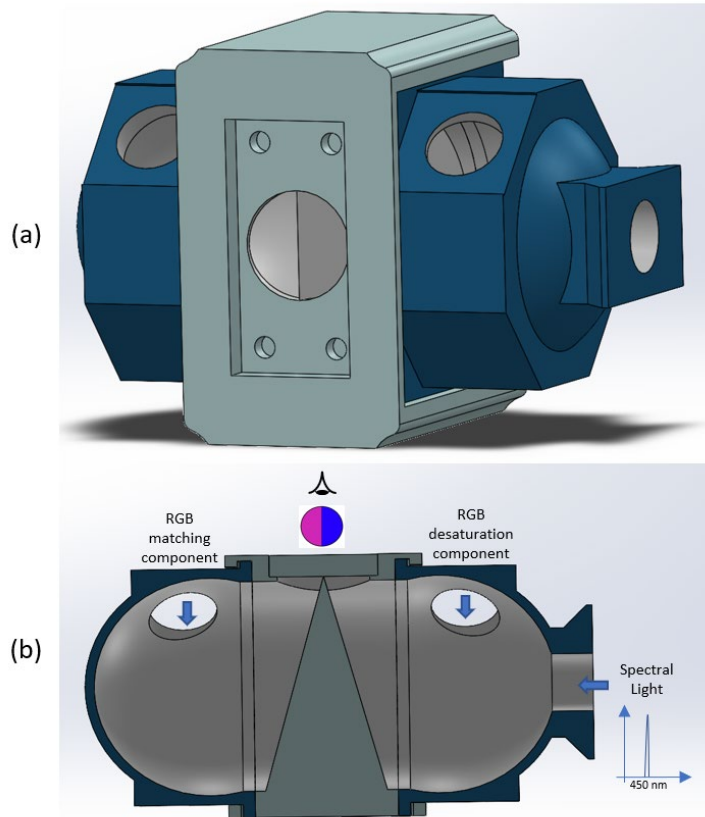 (a)
RGB
matching
component
RGB
desaturation
component
(b)
Spectral
Light
450 nm